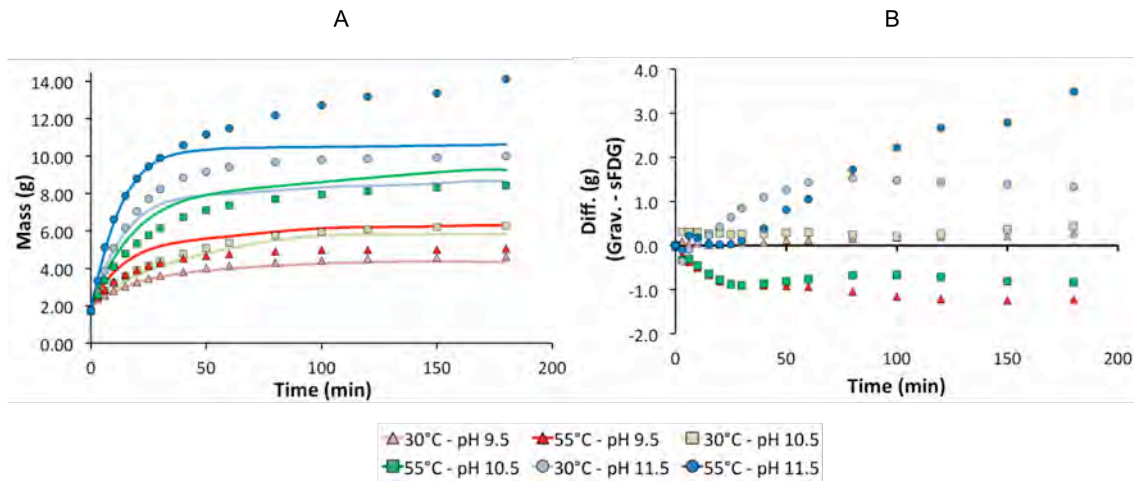 A
B
14.00
12.00
10.00
8.00
6.00
4.00
2.00
0.00
Mass (g)
0
50
100
150
200
Time (min)
4.0
3.0
2.0
1.0
0.0
-1.0
-2.0
Diff. (g)
(Grav. - sFDG)
0
50
100
150
200
Time (min)
30°C - pH 9.5 55°C - pH 9.5 30°C - pH 10.5
55°C - pH 10.5 30°C - pH 11.5 55°C - pH 11.5